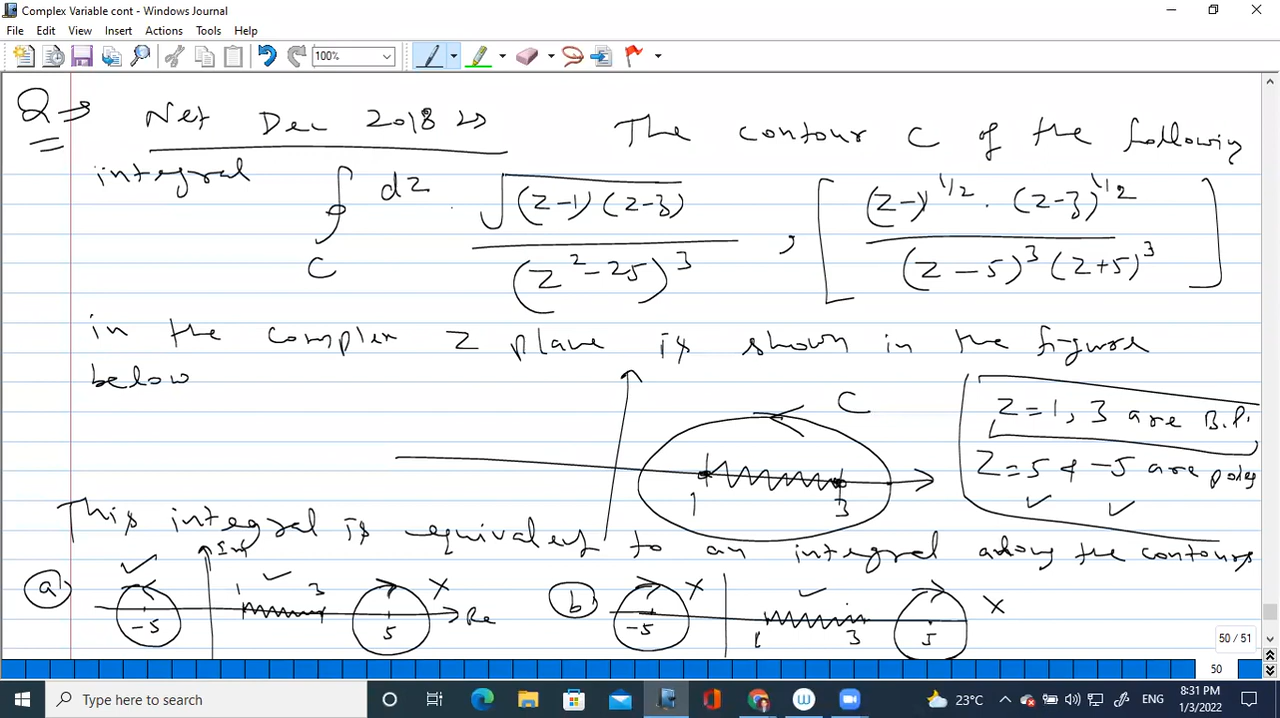 Complex Variable cont - Windows Journal
File Edit View Insert Actions Tools Help
100%
Q → Net Dec 2018 → The contour C of the following
integral ∮ dz √(z-1)(z-3) / (z²-25)³ , [ (z-1)^1/2 · (z-3)^1/2 / (z-5)³ (z+5)³ ]
C
in the complex z plane is shown in the figure
below
C
1 3
z=1, 3 are B.P.
z=5 & -5 are poles
✓ ✓
This integral is equivalent to an integral along the contours
(a) ✓ -5 Im 1 ✓ 3 5 X Re
(b) -5 X 1 ✓ 3 5 X
50 / 51
50
Type here to search
23°C
ENG
8:31 PM
1/3/2022